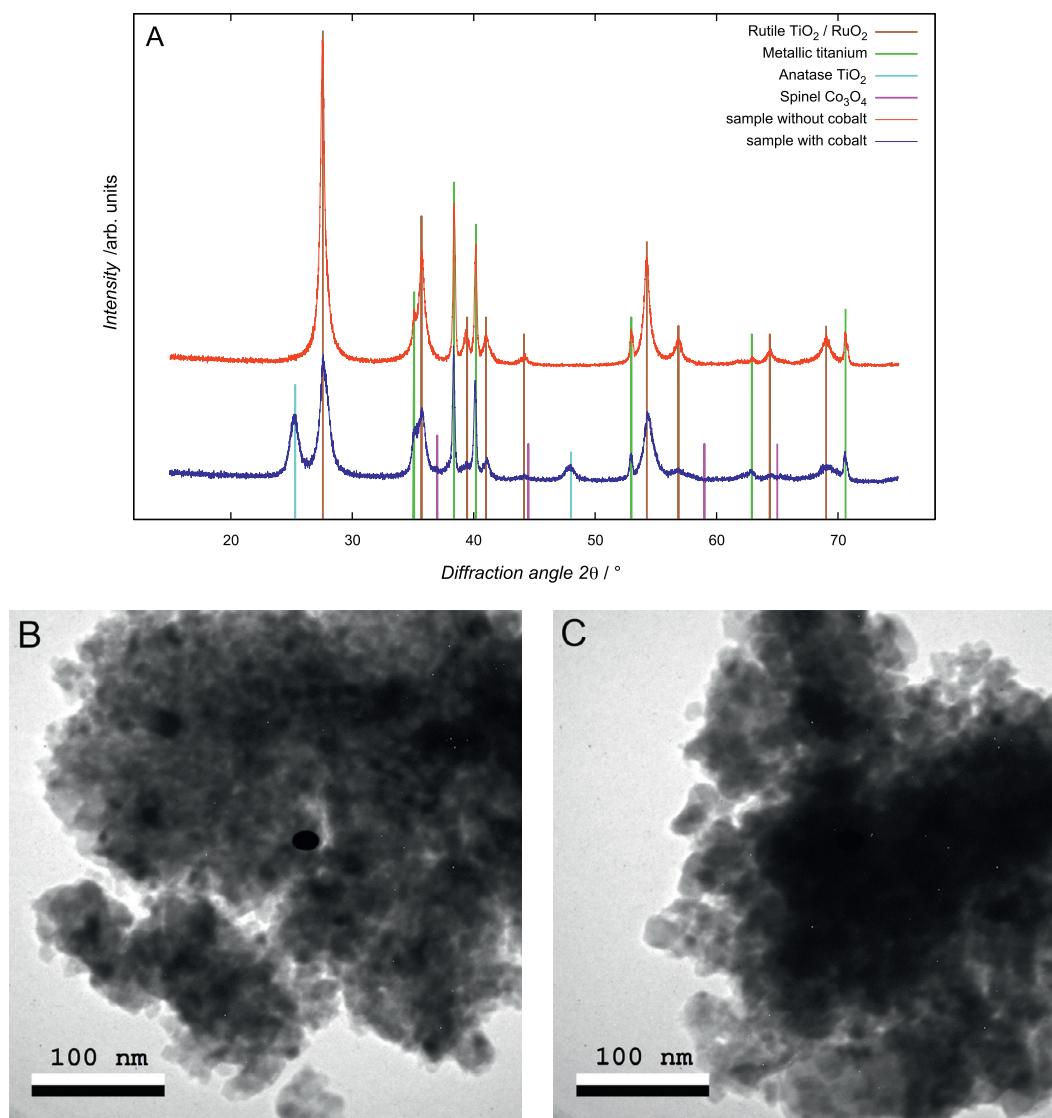 A
Rutile TiO₂ / RuO₂
Metallic titanium
Anatase TiO₂
Spinel Co₃O₄
sample without cobalt
sample with cobalt
Intensity /arb. units
20 30 40 50 60 70
Diffraction angle 2θ / °
B
C
100 nm
100 nm